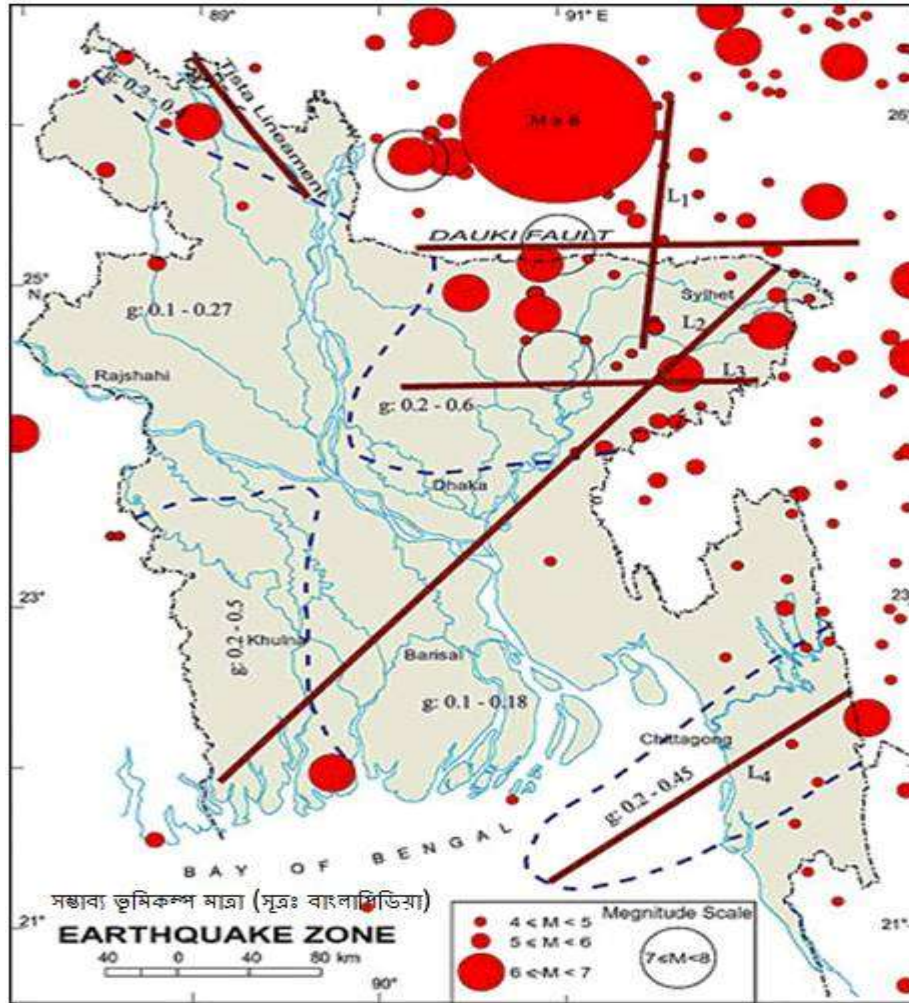 89°
91° E
Tista Lineament
M ≥ 8
26°
L1
DAUKI FAULT
25°
N
g: 0.1 - 0.27
Sylhet
L2
Rajshahi
L3
g: 0.2 - 0.6
Dhaka
23°
23°
g: 0.2 - 0.5
Khulna
Barisal
g: 0.1 - 0.18
Chittagong
L4
g: 0.2 - 0.45
BAY OF BENGAL
সম্ভাব্য ভূমিকম্প মাত্রা (সূত্রঃ বাংলাপিডিয়া)
21°
21°
EARTHQUAKE ZONE
40 0 40 80 km
90°
Megnitude Scale
4 < M < 5
5 < M < 6
6 ≤ M < 7
7 ≤ M < 8